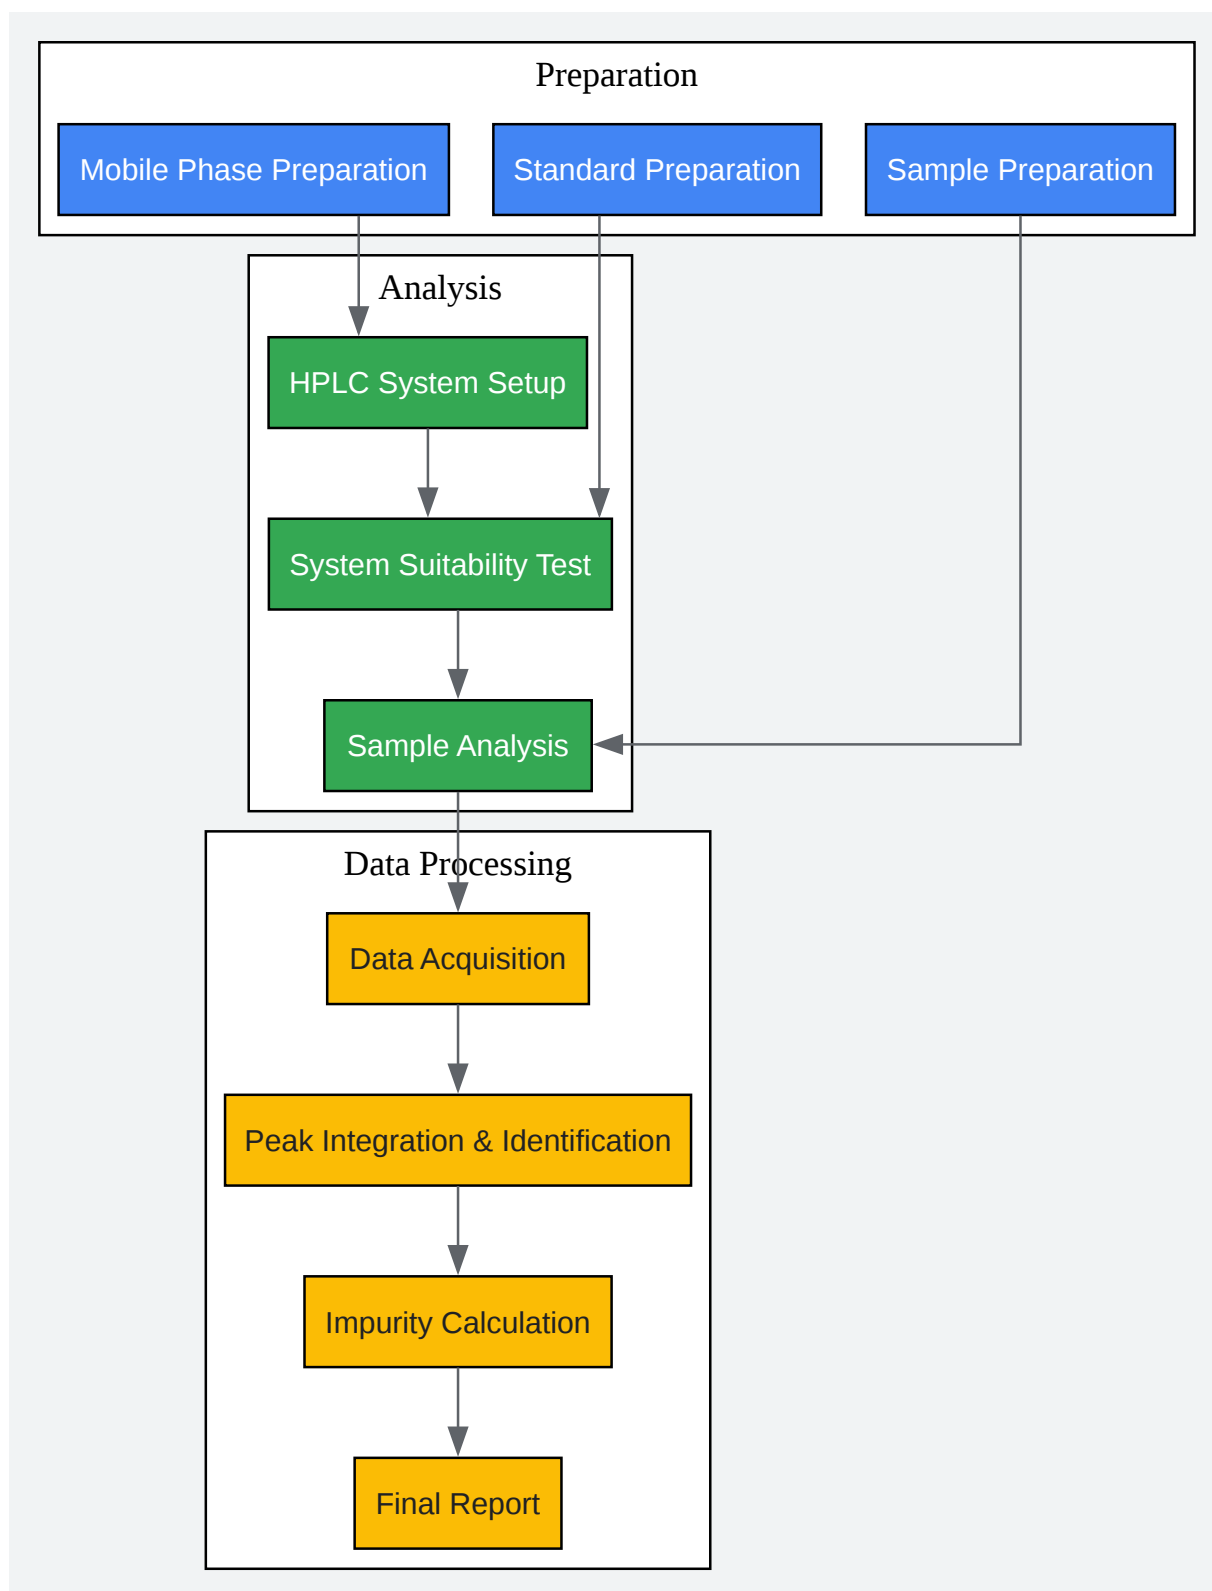 Preparation
Mobile Phase Preparation
Standard Preparation
Sample Preparation
Analysis
HPLC System Setup
System Suitability Test
Sample Analysis
Data Processing
Data Acquisition
Peak Integration & Identification
Impurity Calculation
Final Report